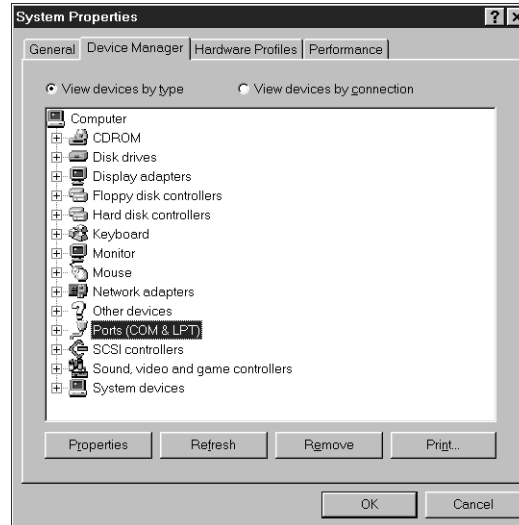 System Properties
General Device Manager Hardware Profiles Performance
View devices by type View devices by connection
Computer
CDROM
Disk drives
Display adapters
Floppy disk controllers
Hard disk controllers
Keyboard
Monitor
Mouse
Network adapters
Other devices
Ports (COM & LPT)
SCSI controllers
Sound, video and game controllers
System devices
Properties Refresh Remove Print...
OK Cancel